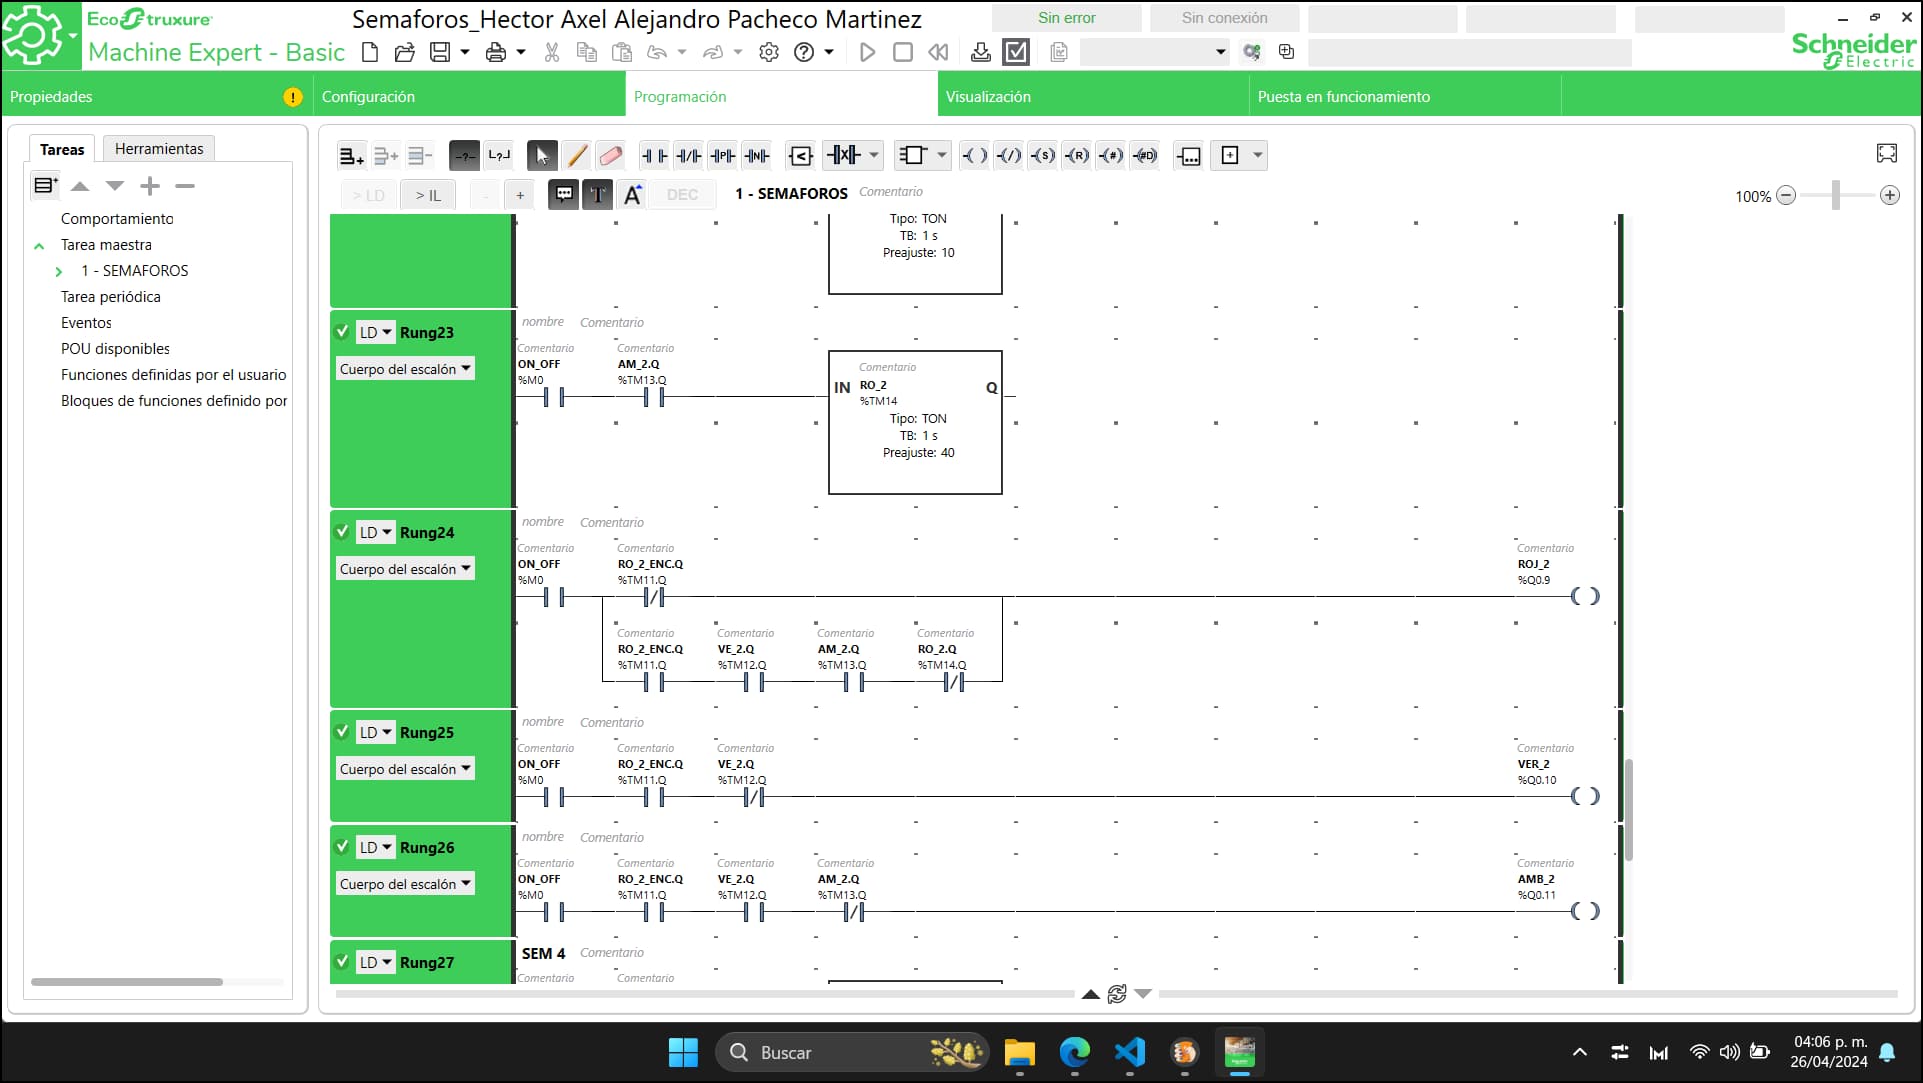 EcoStruxure
Machine Expert - Basic
Semaforos_Hector Axel Alejandro Pacheco Martinez
Sin error
Sin conexión
Schneider
Electric
Propiedades
Configuración
Programación
Visualización
Puesta en funcionamiento
Tareas
Herramientas
Comportamiento
Tarea maestra
1 - SEMAFOROS
Tarea periódica
Eventos
POU disponibles
Funciones definidas por el usuario
Bloques de funciones definido por
> LD
> IL
-
+
T
A
DEC
1 - SEMAFOROS
Comentario
100%
Tipo: TON
TB: 1 s
Preajuste: 10
LD
Rung23
Cuerpo del escalón
nombre
Comentario
Comentario
Comentario
ON_OFF
AM_2.Q
%M0
%TM13.Q
Comentario
IN
RO_2
Q
%TM14
Tipo: TON
TB: 1 s
Preajuste: 40
LD
Rung24
Cuerpo del escalón
nombre
Comentario
Comentario
Comentario
Comentario
ON_OFF
RO_2_ENC.Q
ROJ_2
%M0
%TM11.Q
%Q0.9
Comentario
Comentario
Comentario
Comentario
RO_2_ENC.Q
VE_2.Q
AM_2.Q
RO_2.Q
%TM11.Q
%TM12.Q
%TM13.Q
%TM14.Q
LD
Rung25
Cuerpo del escalón
nombre
Comentario
Comentario
Comentario
Comentario
Comentario
ON_OFF
RO_2_ENC.Q
VE_2.Q
VER_2
%M0
%TM11.Q
%TM12.Q
%Q0.10
LD
Rung26
Cuerpo del escalón
nombre
Comentario
Comentario
Comentario
Comentario
Comentario
Comentario
ON_OFF
RO_2_ENC.Q
VE_2.Q
AM_2.Q
AMB_2
%M0
%TM11.Q
%TM12.Q
%TM13.Q
%Q0.11
LD
Rung27
SEM 4
Comentario
Comentario
Comentario
Buscar
04:06 p. m.
26/04/2024